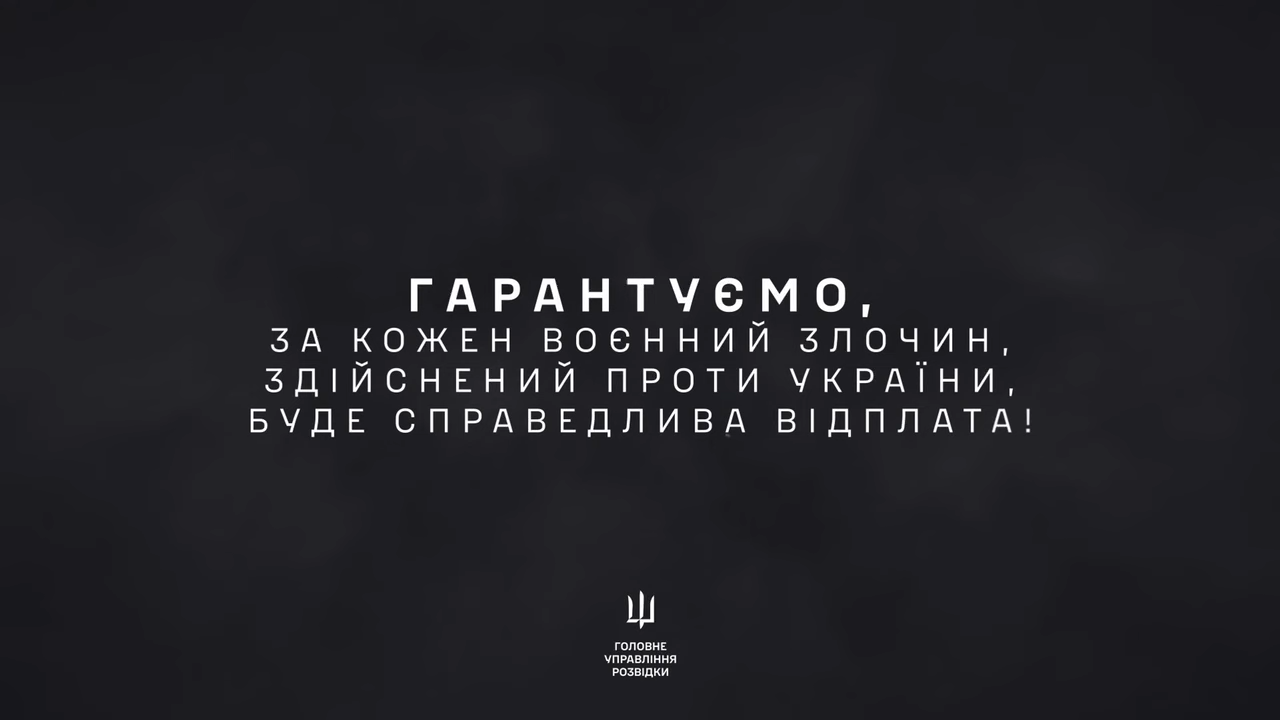 ГАРАНТУЄМО,
ЗА КОЖЕН ВОЄННИЙ ЗЛОЧИН,
ЗДІЙСНЕНИЙ ПРОТИ УКРАЇНИ,
БУДЕ СПРАВЕДЛИВА ВІДПЛАТА!
ГОЛОВНЕ
УПРАВЛІННЯ
РОЗВІДКИ